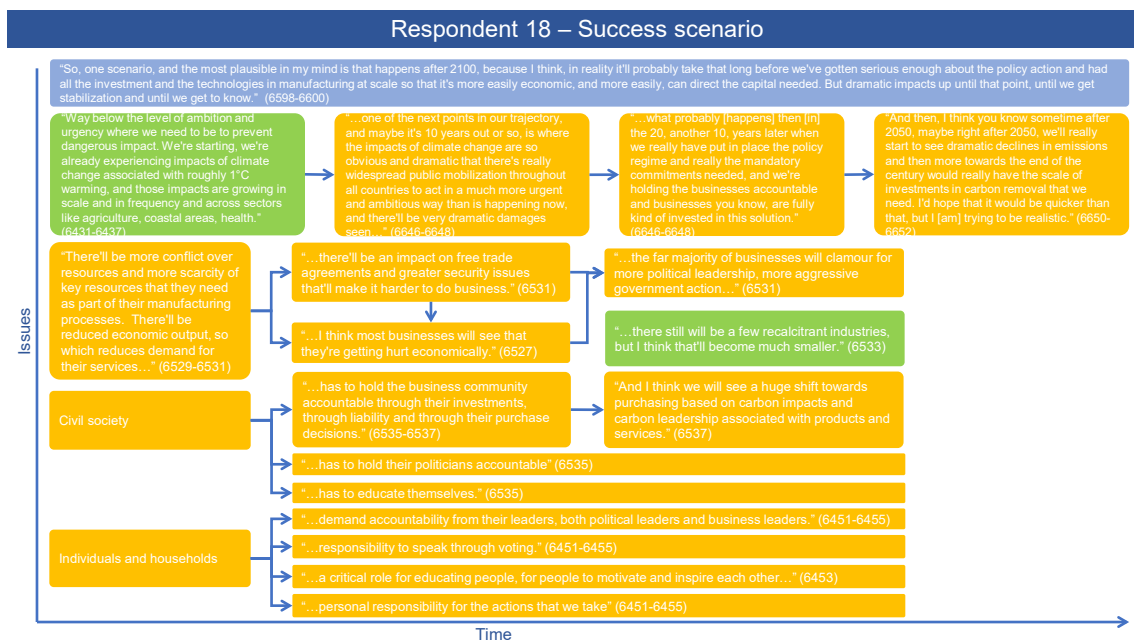 Respondent 18 – Success scenario
“So, one scenario, and the most plausible in my mind is that happens after 2100, because I think, in reality it'll probably take that long before we've gotten serious enough about the policy action and had
all the investment and the technologies in manufacturing at scale so that it's more easily economic, and more easily, can direct the capital needed. But dramatic impacts up until that point, until we get
stabilization and until we get to know.” (6598-6600)
“Way below the level of ambition and
urgency where we need to be to prevent
dangerous impact. We're starting, we're
already experiencing impacts of climate
change associated with roughly 1°C
warming, and those impacts are growing in
scale and in frequency and across sectors
like agriculture, coastal areas, health.”
(6431-6437)
“…one of the next points in our trajectory,
and maybe it's 10 years out or so, is where
the impacts of climate change are so
obvious and dramatic that there's really
widespread public mobilization throughout
all countries to act in a much more urgent
and ambitious way than is happening now,
and there'll be very dramatic damages
seen…” (6646-6648)
“…what probably [happens] then [in]
the 20, another 10, years later when
we really have put in place the policy
regime and really the mandatory
commitments needed, and we're
holding the businesses accountable
and businesses you know, are fully
kind of invested in this solution.”
(6646-6648)
“And then, I think you know sometime after
2050, maybe right after 2050, we'll really
start to see dramatic declines in emissions
and then more towards the end of the
century would really have the scale of
investments in carbon removal that we
need. I'd hope that it would be quicker than
that, but I [am] trying to be realistic.” (6650-
6652)
“There'll be more conflict over
resources and more scarcity of
key resources that they need
as part of their manufacturing
processes. There'll be
reduced economic output, so
which reduces demand for
their services…” (6529-6531)
“…there'll be an impact on free trade
agreements and greater security issues
that'll make it harder to do business.” (6531)
“…I think most businesses will see that
they're getting hurt economically.” (6527)
“…the far majority of businesses will clamour for
more political leadership, more aggressive
government action…” (6531)
“…there still will be a few recalcitrant industries,
but I think that'll become much smaller.” (6533)
Civil society
“…has to hold the business community
accountable through their investments,
through liability and through their purchase
decisions.” (6535-6537)
“And I think we will see a huge shift towards
purchasing based on carbon impacts and
carbon leadership associated with products and
services.” (6537)
“…has to hold their politicians accountable” (6535)
“…has to educate themselves.” (6535)
Individuals and households
“…demand accountability from their leaders, both political leaders and business leaders.” (6451-6455)
“…responsibility to speak through voting.” (6451-6455)
“…a critical role for educating people, for people to motivate and inspire each other…” (6453)
“…personal responsibility for the actions that we take” (6451-6455)
Issues
Time